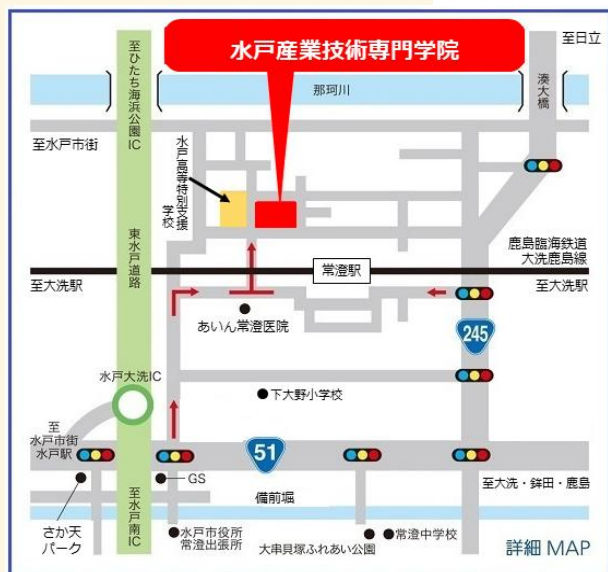 水戸産業技術専門学院
至日立
至ひたち海浜公園IC
那珂川
湊大橋
至水戸市街
水戸高等特別支援
学校
東水戸道路
鹿島臨海鉄道
大洗鹿島線
常澄駅
至大洗駅
至大洗駅
あいん常澄医院
245
水戸大洗IC
下大野小学校
至
水戸市街
水戸駅
51
GS
至大洗・鉾田・鹿島
備前堀
さか天
パーク
至水戸南IC
水戸市役所
常澄出張所
常澄中学校
大串貝塚ふれあい公園
詳細 MAP